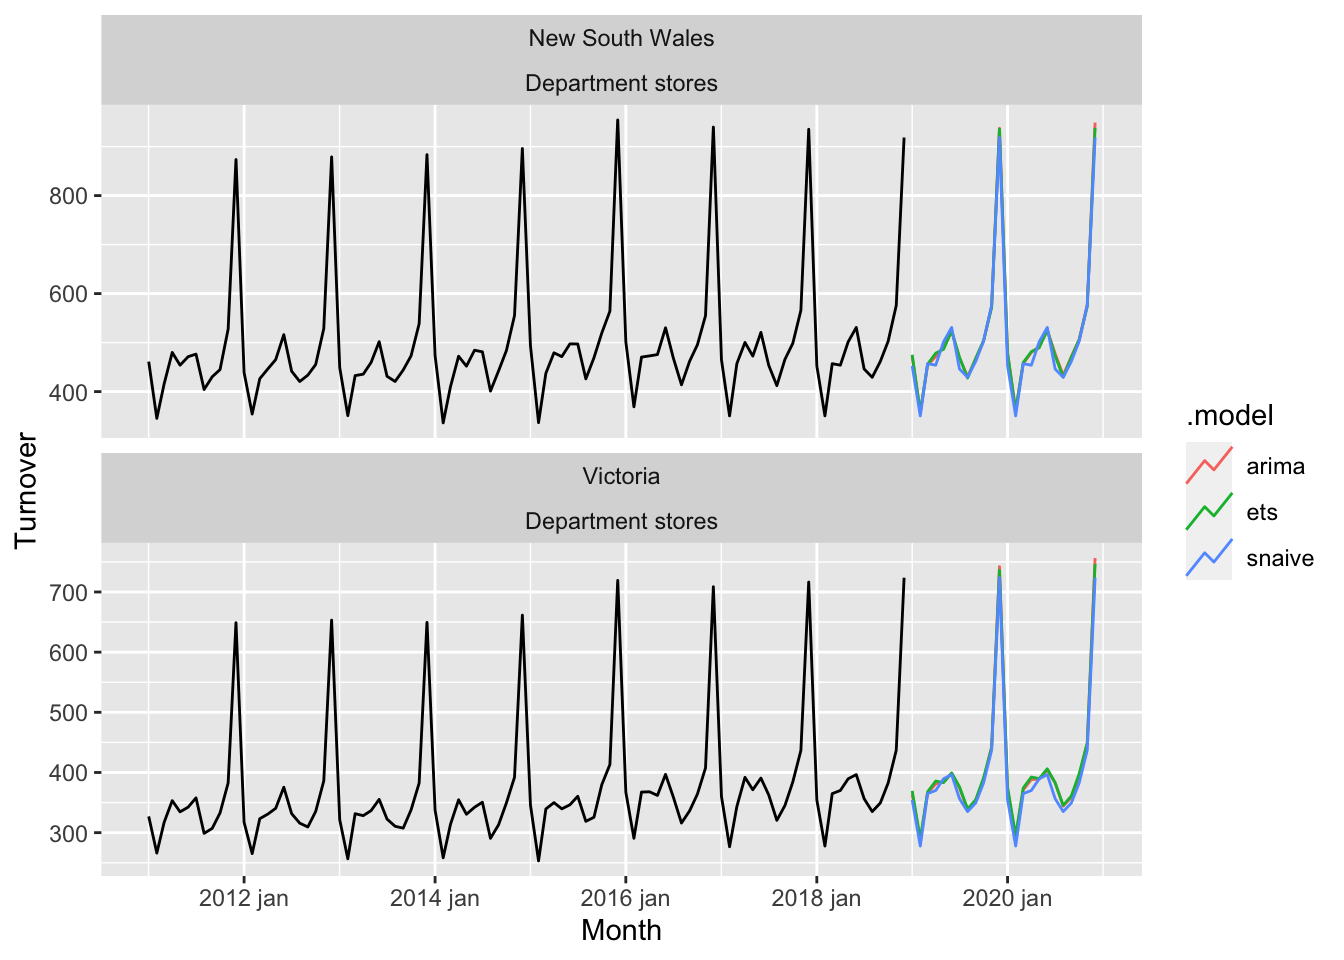 New South Wales
Department stores
800
600
400
Victoria
Department stores
700
600
500
400
300
2012 jan
2014 jan
2016 jan
2018 jan
2020 jan
Month
Turnover
.model
arima
ets
snaive